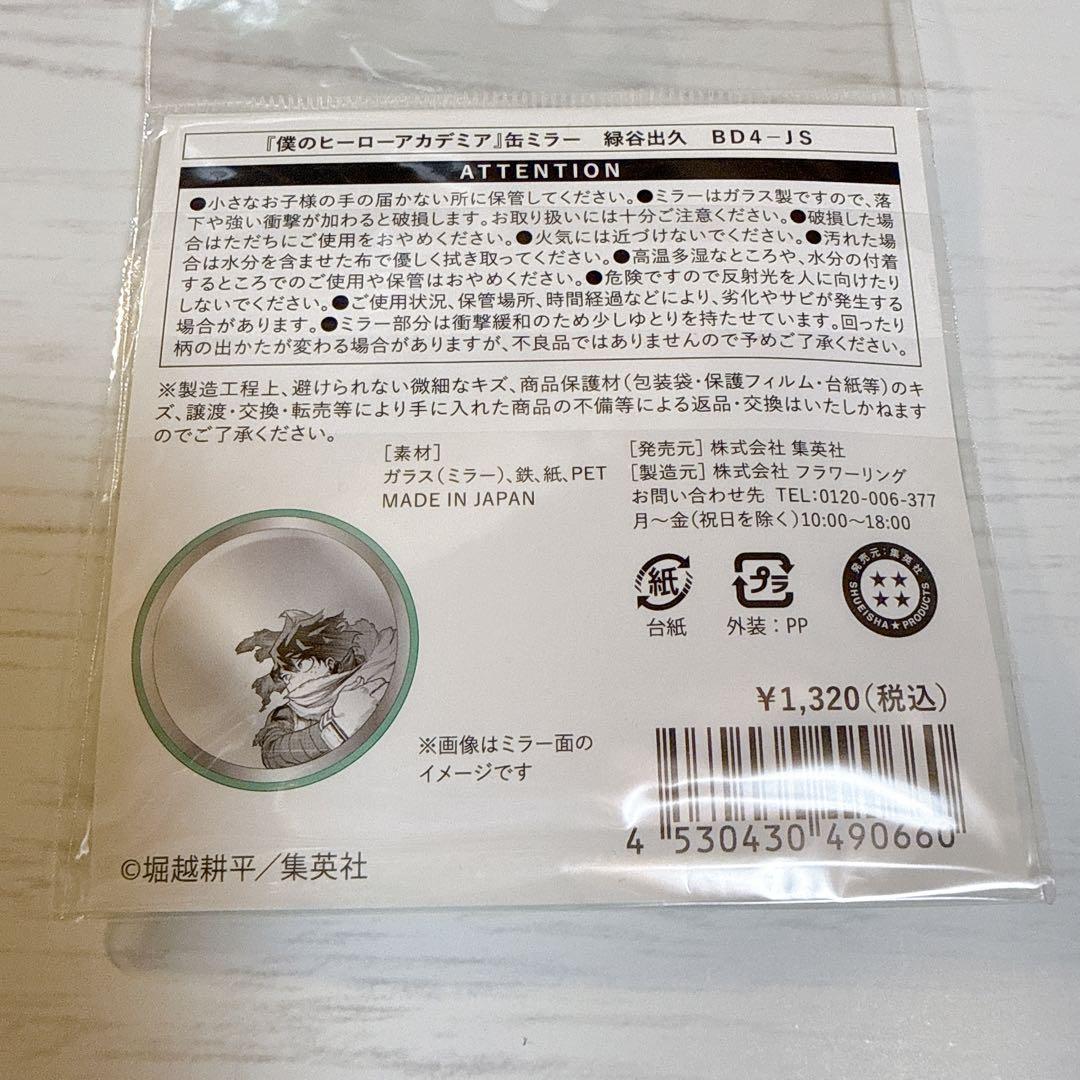 『僕のヒーローアカデミア』缶ミラー　緑谷出久　BD4-JS
ATTENTION
●小さなお子様の手の届かない所に保管してください。●ミラーはガラス製ですので、落
下や強い衝撃が加わると破損します。お取り扱いには十分ご注意ください。●破損した場
合はただちにご使用をおやめください。●火気には近づけないでください。●汚れた場
合は水分を含ませた布で優しく拭き取ってください。●高温多湿なところや、水分の付着
するところでのご使用や保管はおやめください。●危険ですので反射光を人に向けたり
しないでください。●ご使用状況、保管場所、時間経過などにより、劣化やサビが発生する
場合があります。●ミラー部分は衝撃緩和のため少しゆとりを持たせています。回ったり
柄の出かたが変わる場合がありますが、不良品ではありませんので予めご了承ください。
※製造工程上、避けられない微細なキズ、商品保護材(包装袋・保護フィルム・台紙等)のキ
ズ、譲渡・交換・転売等により手に入れた商品の不備等による返品・交換はいたしかねます
のでご了承ください。
[素材]
ガラス(ミラー)、鉄、紙、PET
MADE IN JAPAN
[発売元] 株式会社 集英社
[製造元] 株式会社 フラワーリング
お問い合わせ先 TEL:0120-006-377
月～金(祝日を除く)10:00～18:00
紙
台紙
プラ
外装：PP
発売元：集英社
SHUEISHA★PRODUCTS
¥1,320(税込)
※画像はミラー面の
イメージです
4 530430 490660
©堀越耕平／集英社